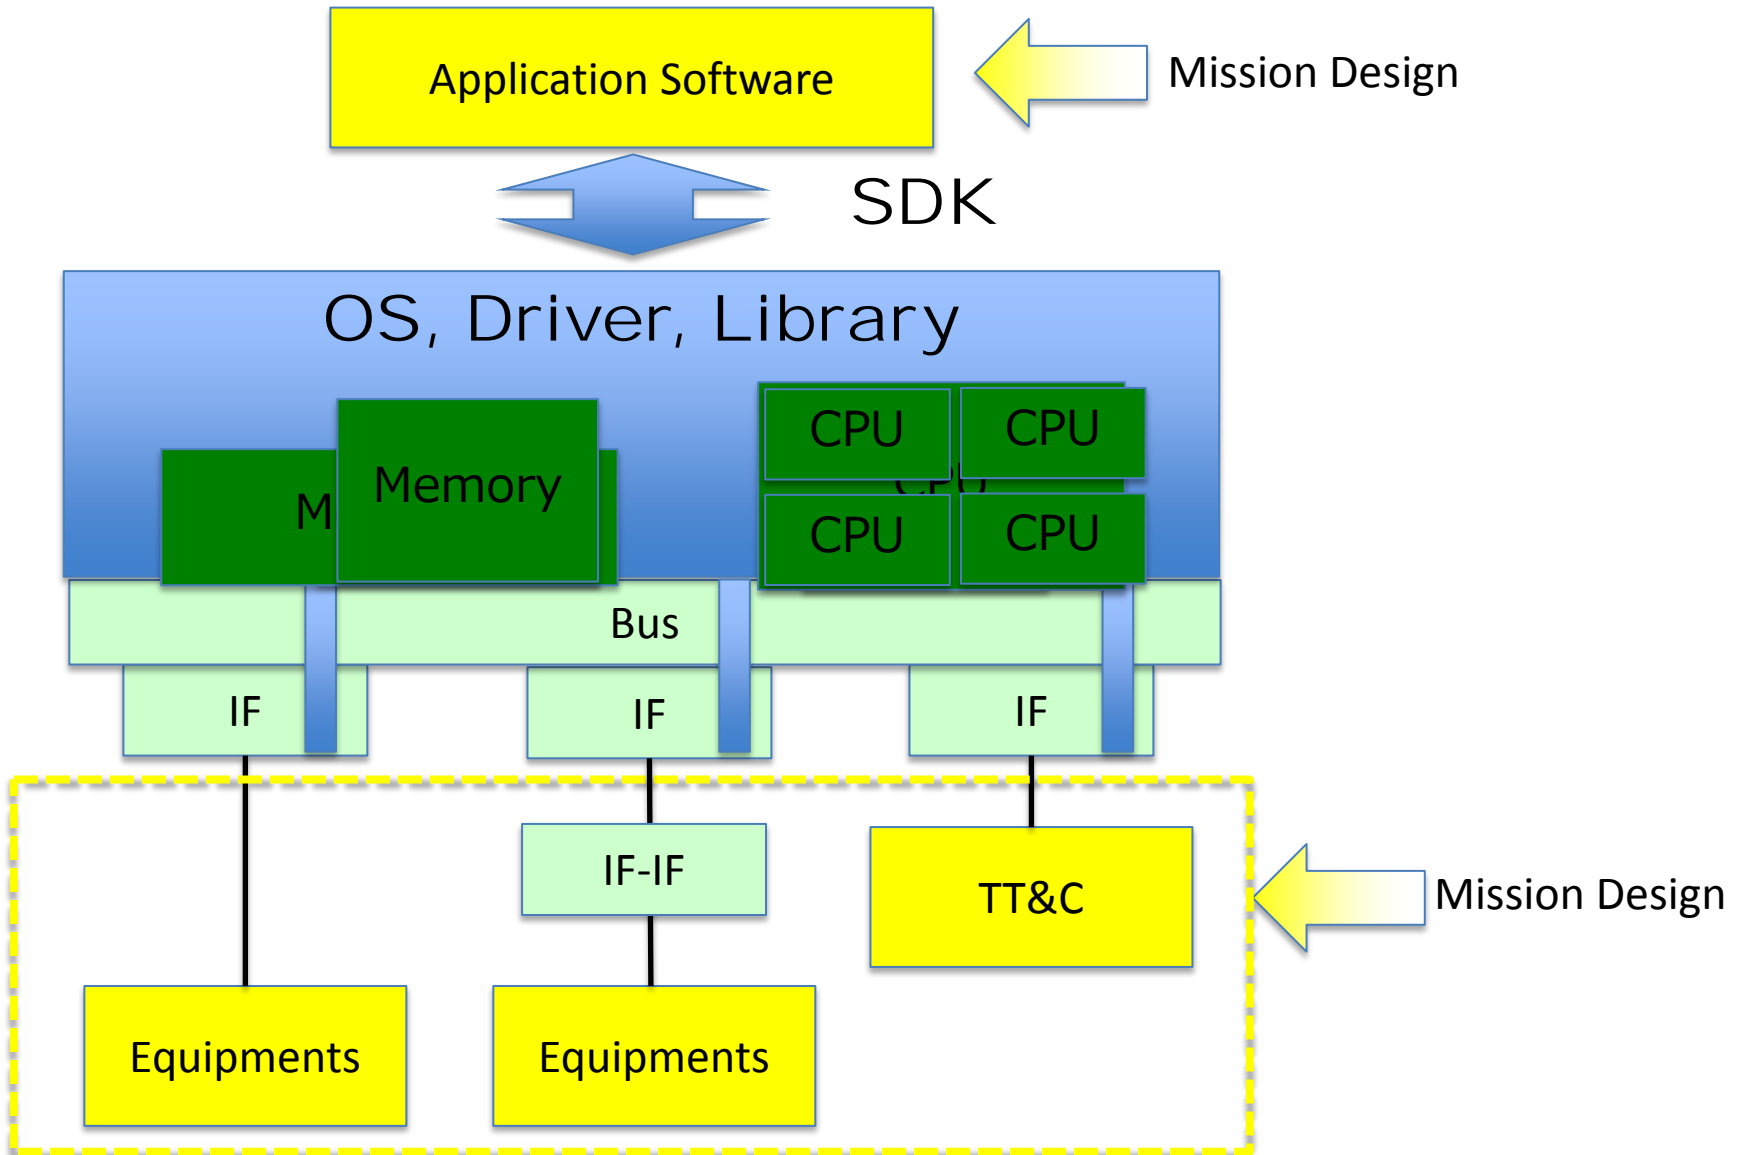 Application Software
Mission Design
SDK
OS, Driver, Library
Memory
CPU
CPU
CPU
CPU
CPU
Bus
IF
IF
IF
IF-IF
TT&C
Mission Design
Equipments
Equipments